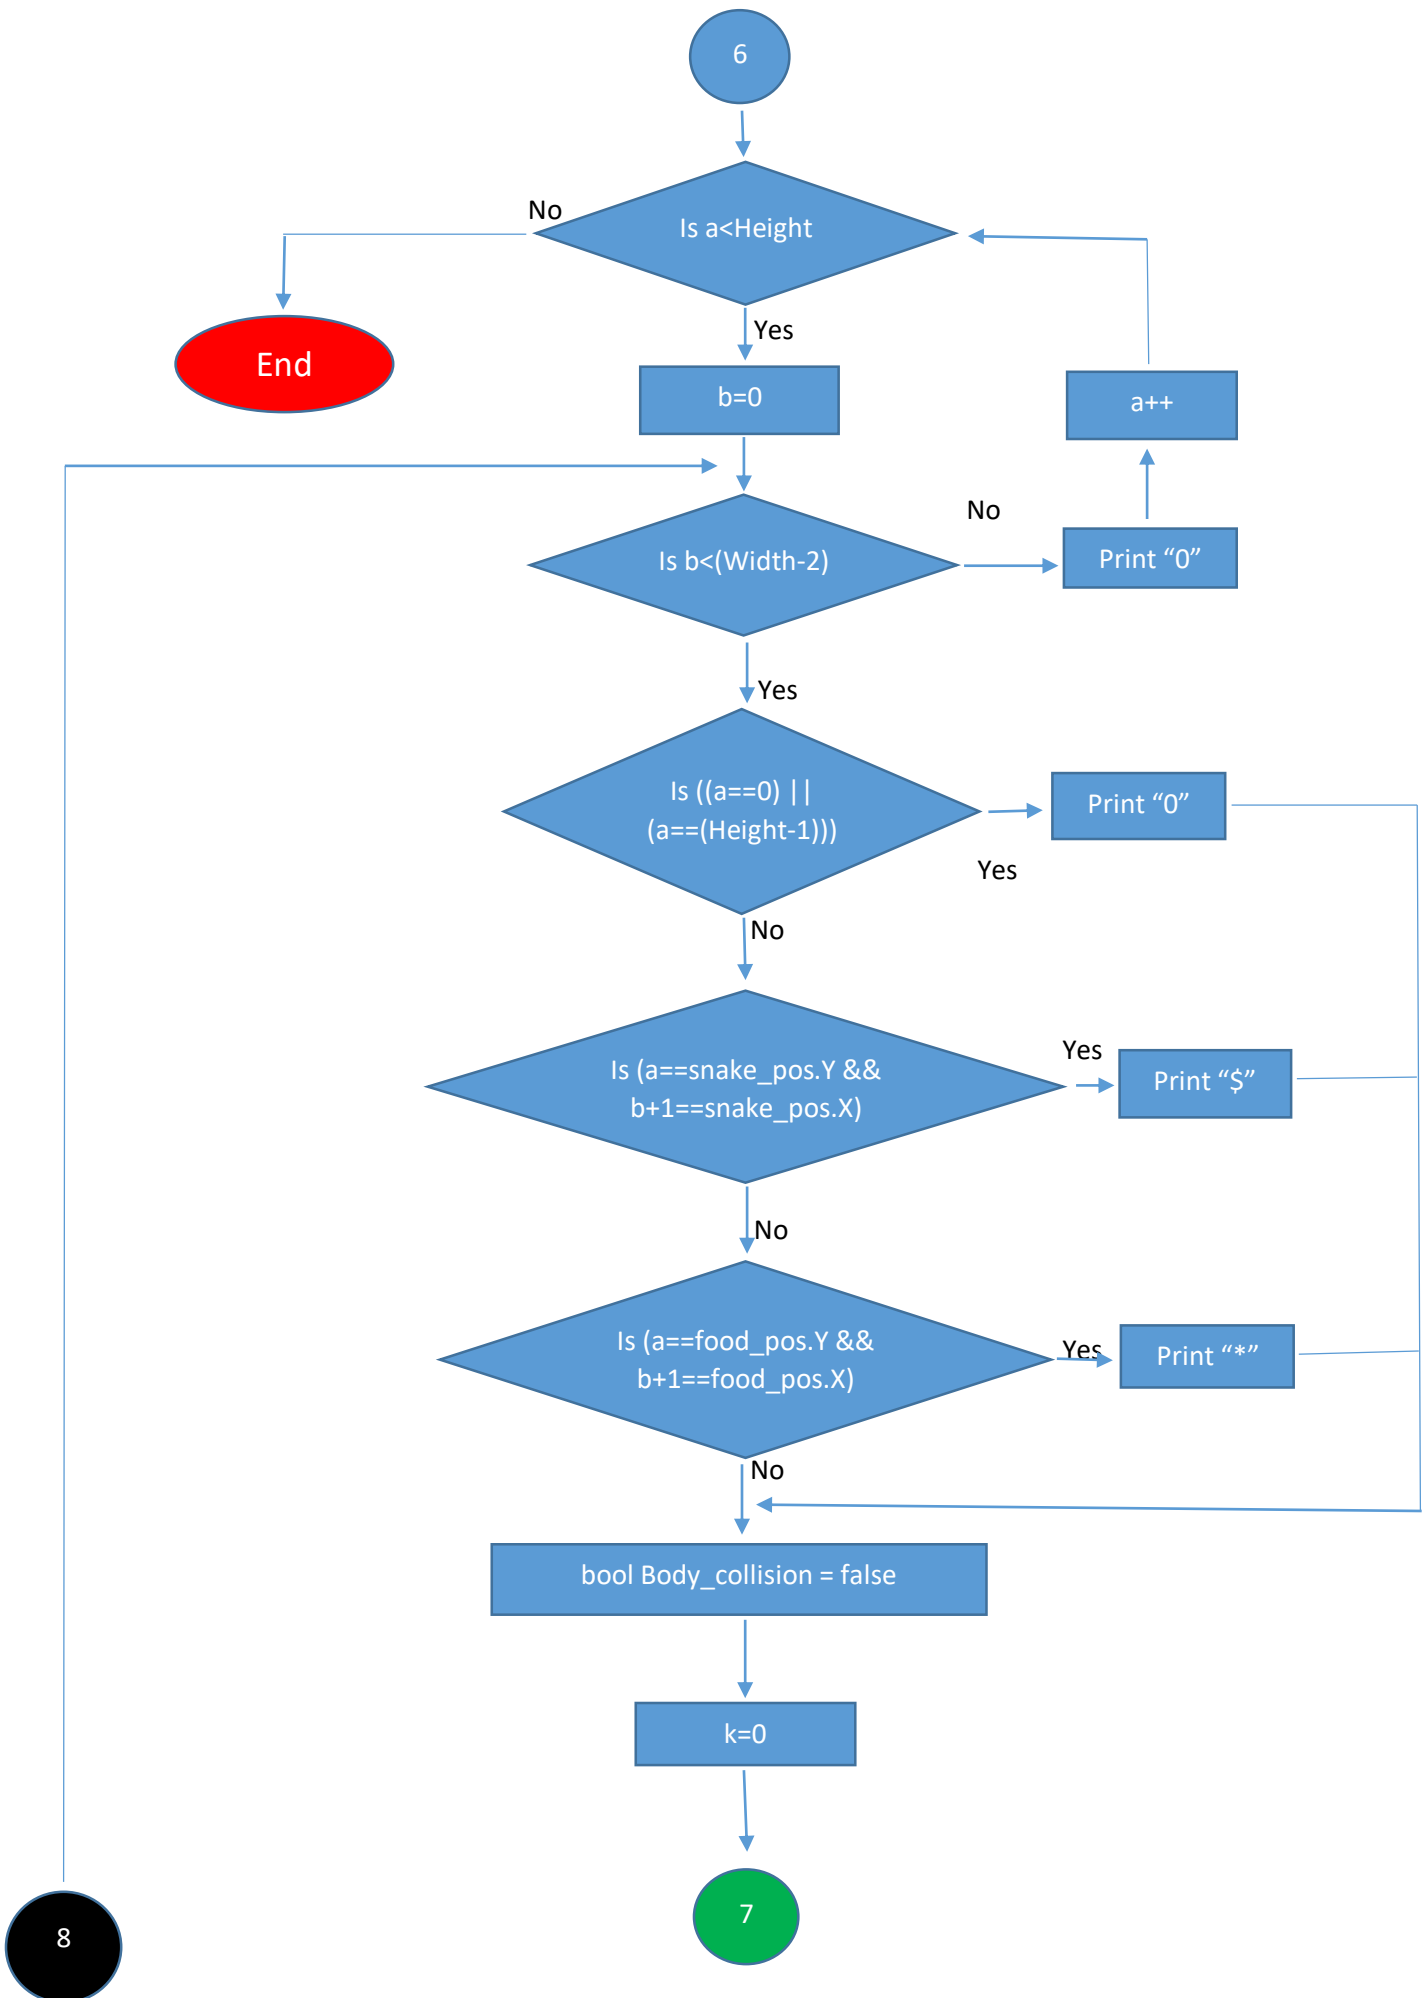 6
No
Is a<Height
End
Yes
b=0
a++
No
Is b<(Width-2)
Print “0”
Yes
Is ((a==0) ||
(a==(Height-1)))
Print “0”
Yes
No
Is (a==snake_pos.Y &&
b+1==snake_pos.X)
Yes
Print “$”
No
Is (a==food_pos.Y &&
b+1==food_pos.X)
Yes
Print “*”
No
bool Body_collision = false
k=0
7
8